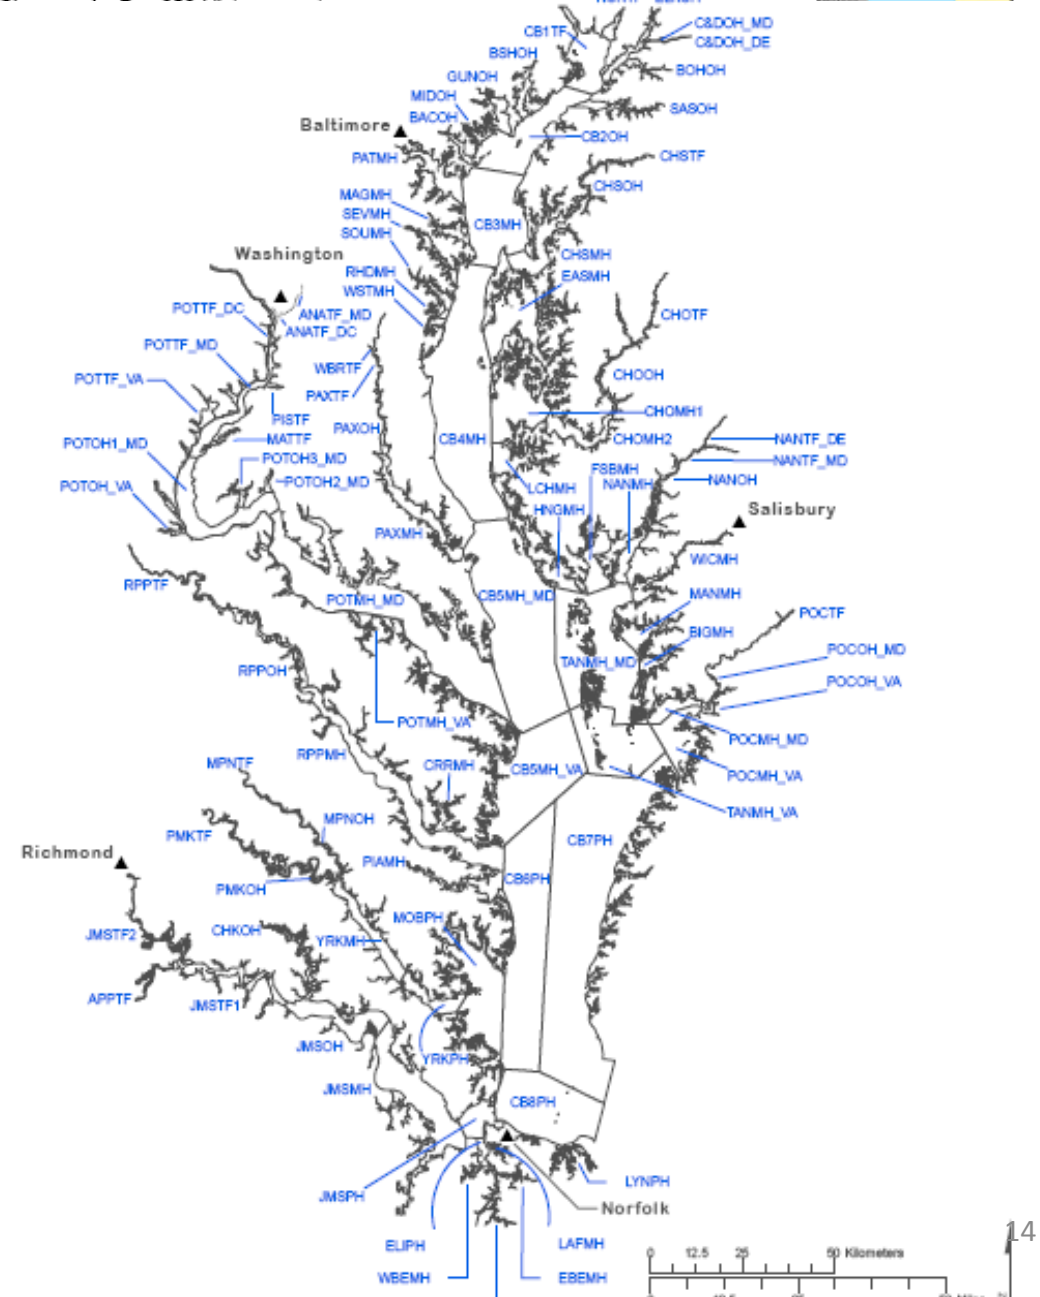 C&DOH_MD
CB1TF
C&DOH_DE
BSHOH
BOHOH
GUNOH
MIDOH
SASOH
BACOH
Baltimore
CB2OH
PATMH
CHSTF
CHSOH
MAGMH
SEVMH
CB3MH
SOUMH
Washington
CHSMH
RHDMH
EASMH
WSTMH
POTTF_DC
ANATF_MD
CHOTF
ANATF_DC
POTTF_MD
WBRTF
POTTF_VA
CHOOH
PAXTF
CHOMH1
PISTF
PAXOH
MATTF
CB4MH
CHOMH2
NANTF_DE
POTOH1_MD
POTOH3_MD
NANTF_MD
FSBMH
POTOH2_MD
NANOH
POTOH_VA
LCHMH
NANMH
HNGMH
Salisbury
PAXMH
WICMH
RPPTF
CB5MH_MD
MANMH
POTMH_MD
POCTF
BIGMH
POCOH_MD
TANMH_MD
RPPOH
POCOH_VA
POTMH_VA
POCMH_MD
RPPMH
MPNTF
CRRMH
CB5MH_VA
POCMH_VA
TANMH_VA
MPNOH
PMKTF
CB7PH
Richmond
PIAMH
CB6PH
PMKOH
MOBPH
CHKOH
JMSTF2
YRKMH
APPTF
JMSTF1
JMSOH
YRKPH
JMSMH
CB8PH
LYNPH
JMSPH
Norfolk
14
ELIPH
LAFMH
0 12.5 25 50 Kilometers
WBEMH
EBEMH